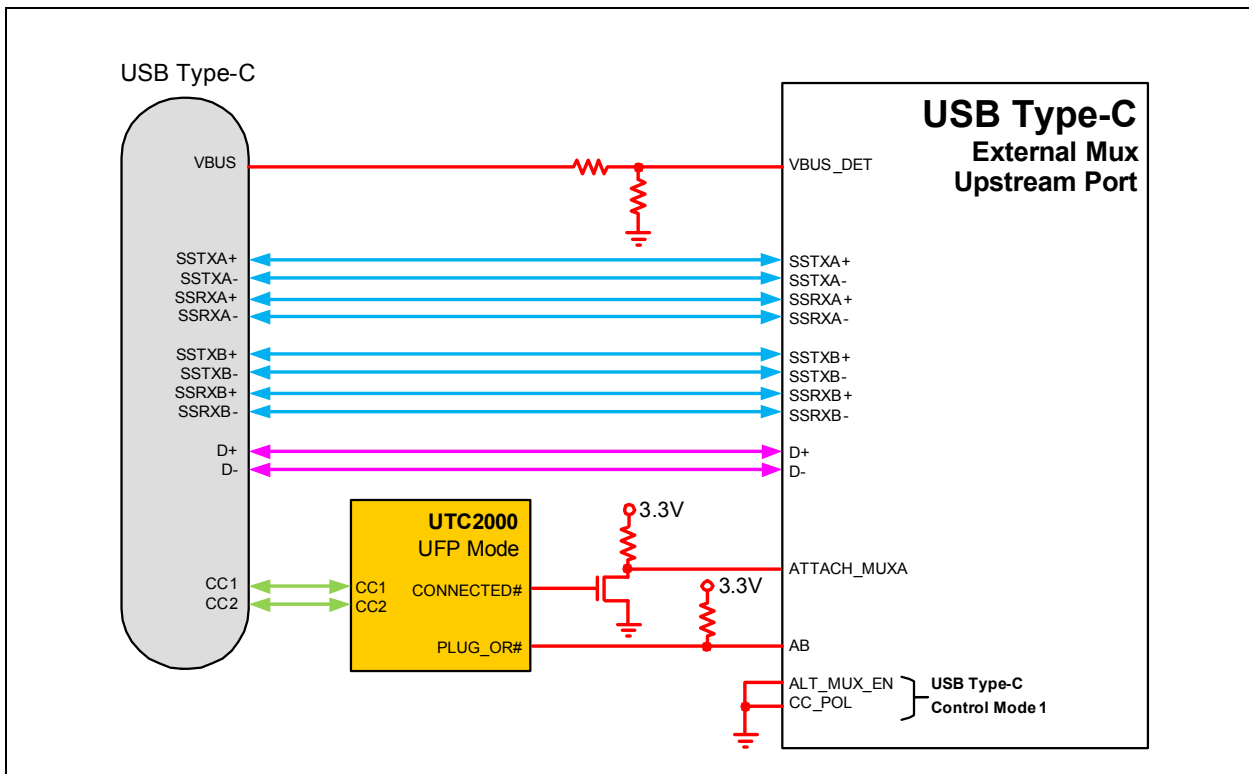 USB Type-C
VBUS
SSTXA+
SSTXA-
SSRXA+
SSRXA-
SSTXB+
SSTXB-
SSRXB+
SSRXB-
D+
D-
CC1
CC2
UTC2000
UFP Mode
CC1
CC2
CONNECTED#
PLUG_OR#
3.3V
3.3V
USB Type-C
External Mux
Upstream Port
VBUS_DET
SSTXA+
SSTXA-
SSRXA+
SSRXA-
SSTXB+
SSTXB-
SSRXB+
SSRXB-
D+
D-
ATTACH_MUXA
AB
ALT_MUX_EN
CC_POL
USB Type-C
Control Mode 1